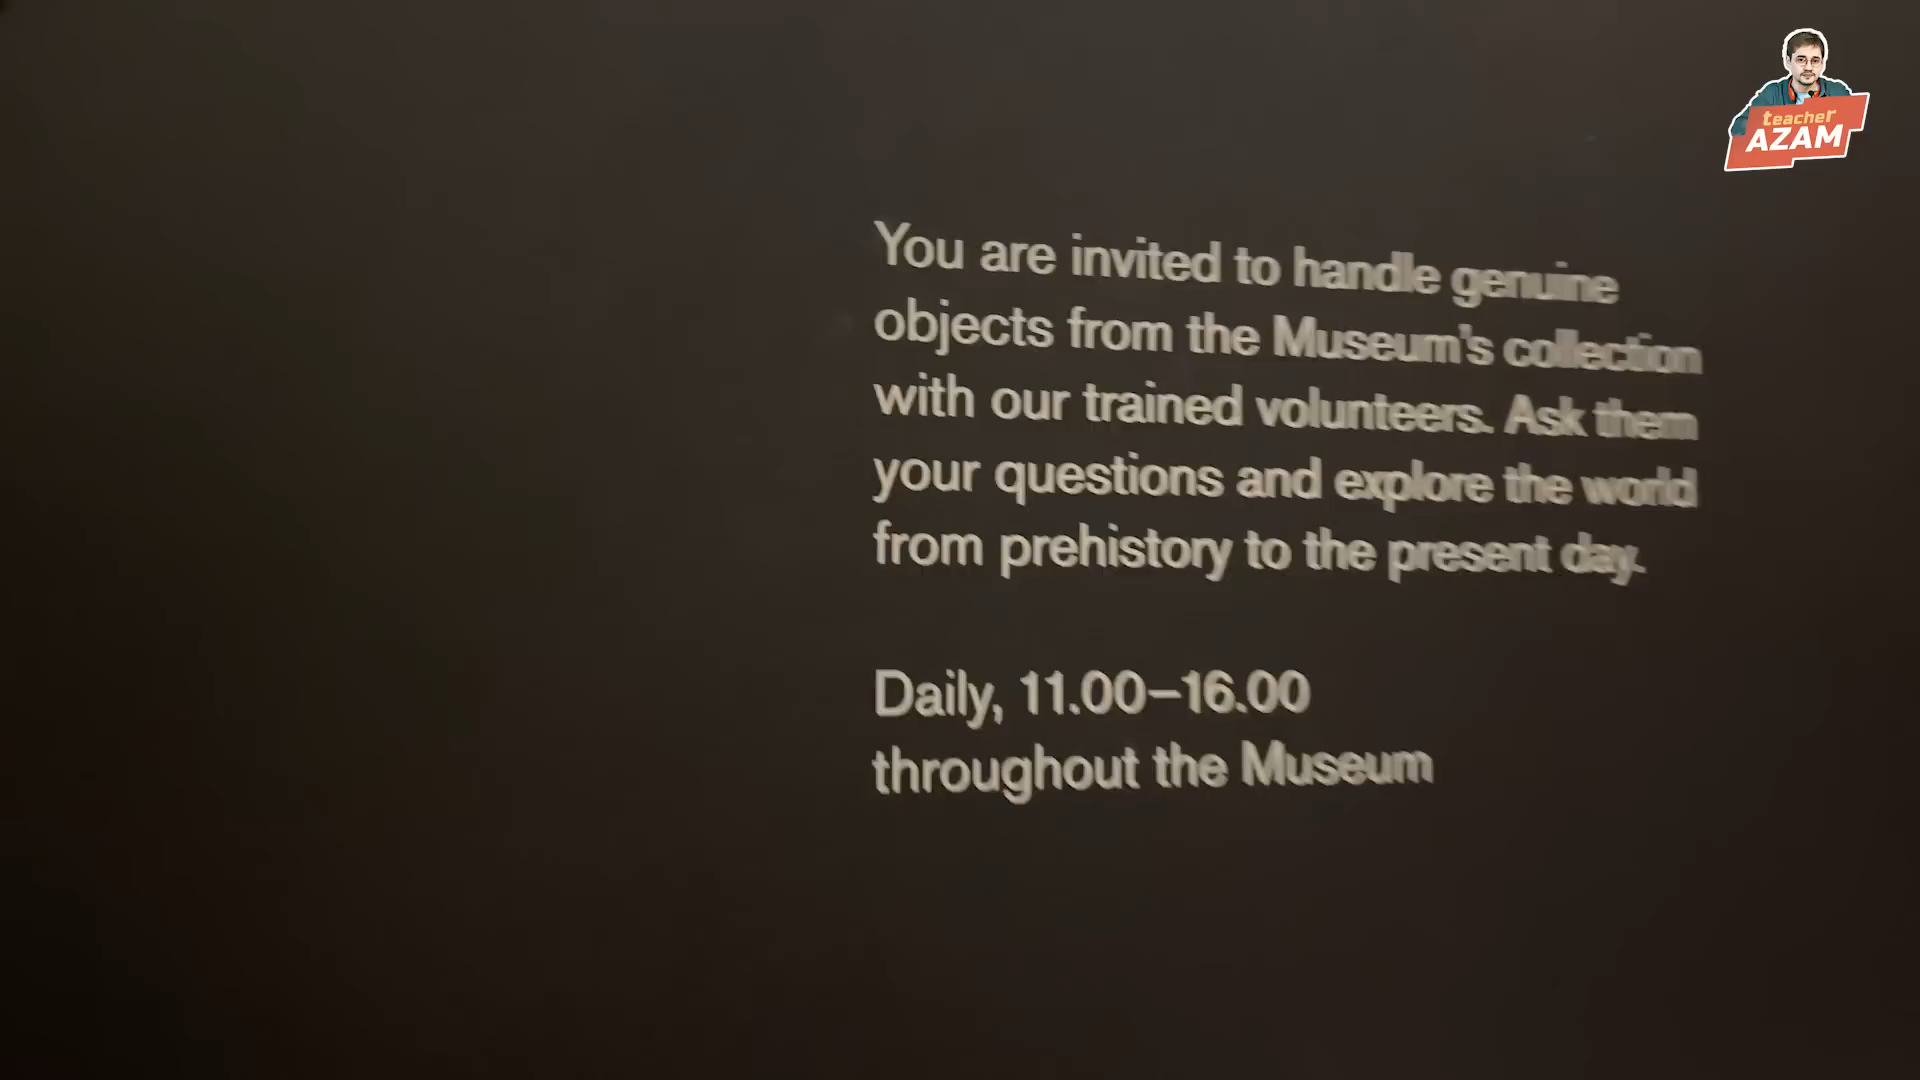 teacher
AZAM
You are invited to handle genuine
objects from the Museum's collection
with our trained volunteers. Ask them
your questions and explore the world
from prehistory to the present day.
Daily, 11.00–16.00
throughout the Museum